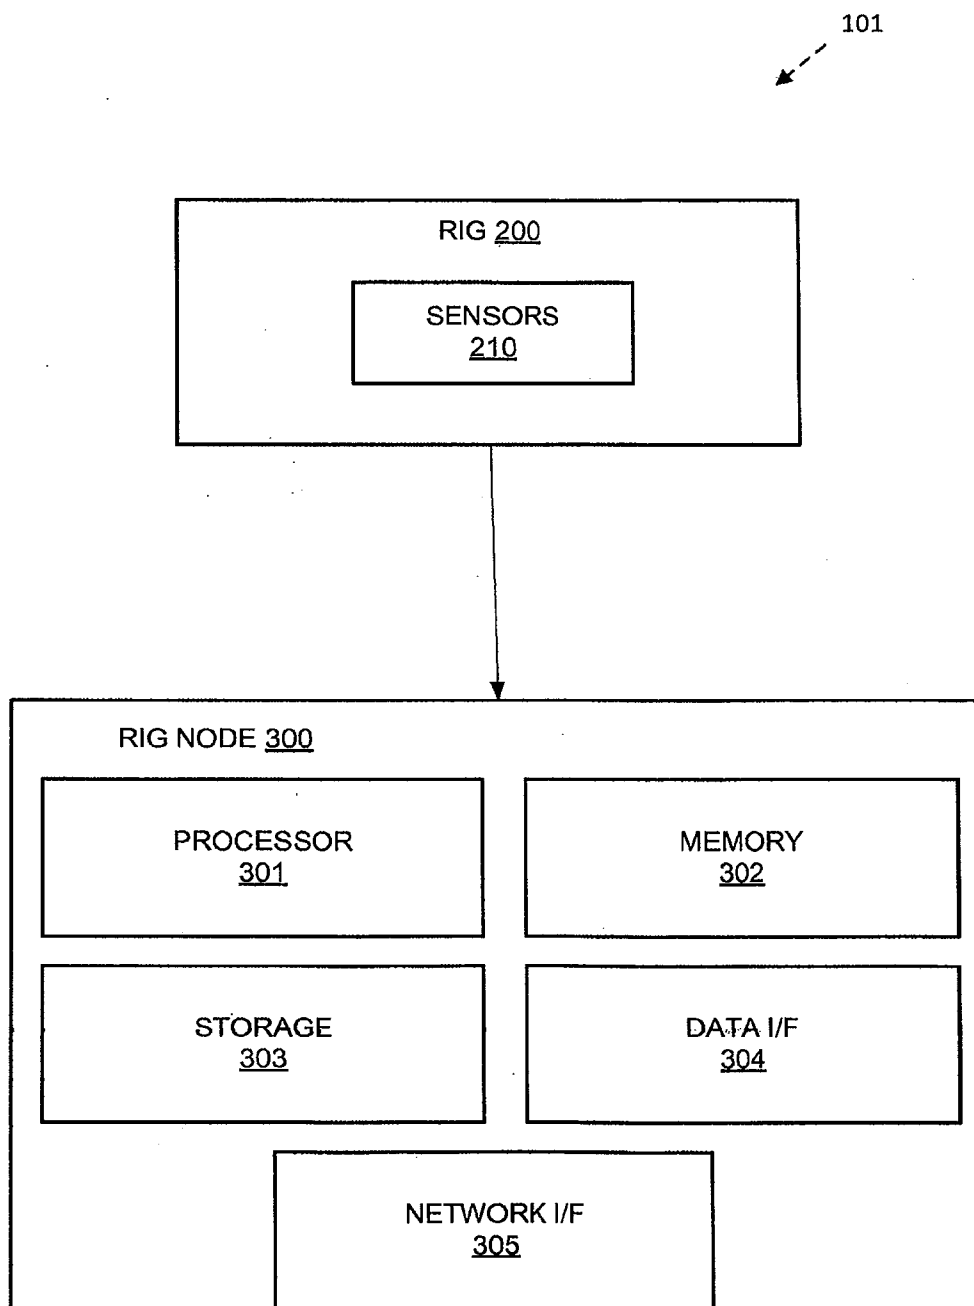 101
RIG 200
SENSORS
210
RIG NODE 300
PROCESSOR
301
MEMORY
302
STORAGE
303
DATA I/F
304
NETWORK I/F
305